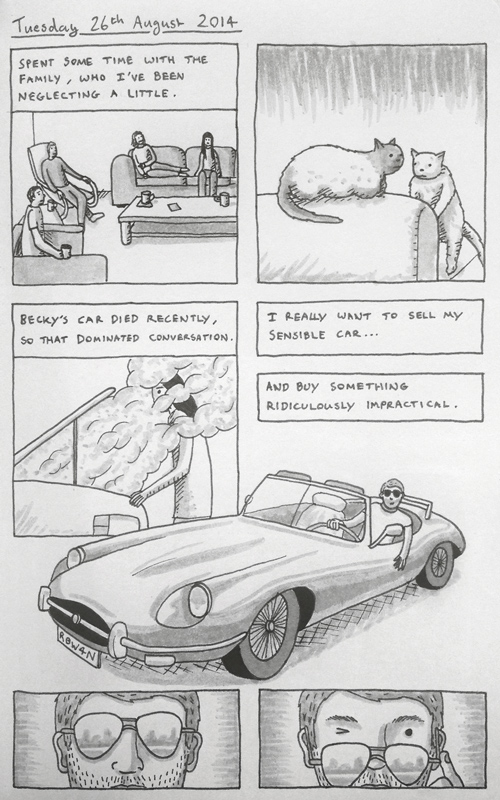 Tuesday 26th August 2014
SPENT SOME TIME WITH THE
FAMILY, WHO I'VE BEEN
NEGLECTING A LITTLE.
BECKY'S CAR DIED RECENTLY,
SO THAT DOMINATED CONVERSATION.
I REALLY WANT TO SELL MY
SENSIBLE CAR...
AND BUY SOMETHING
RIDICULOUSLY IMPRACTICAL.
R0W4N